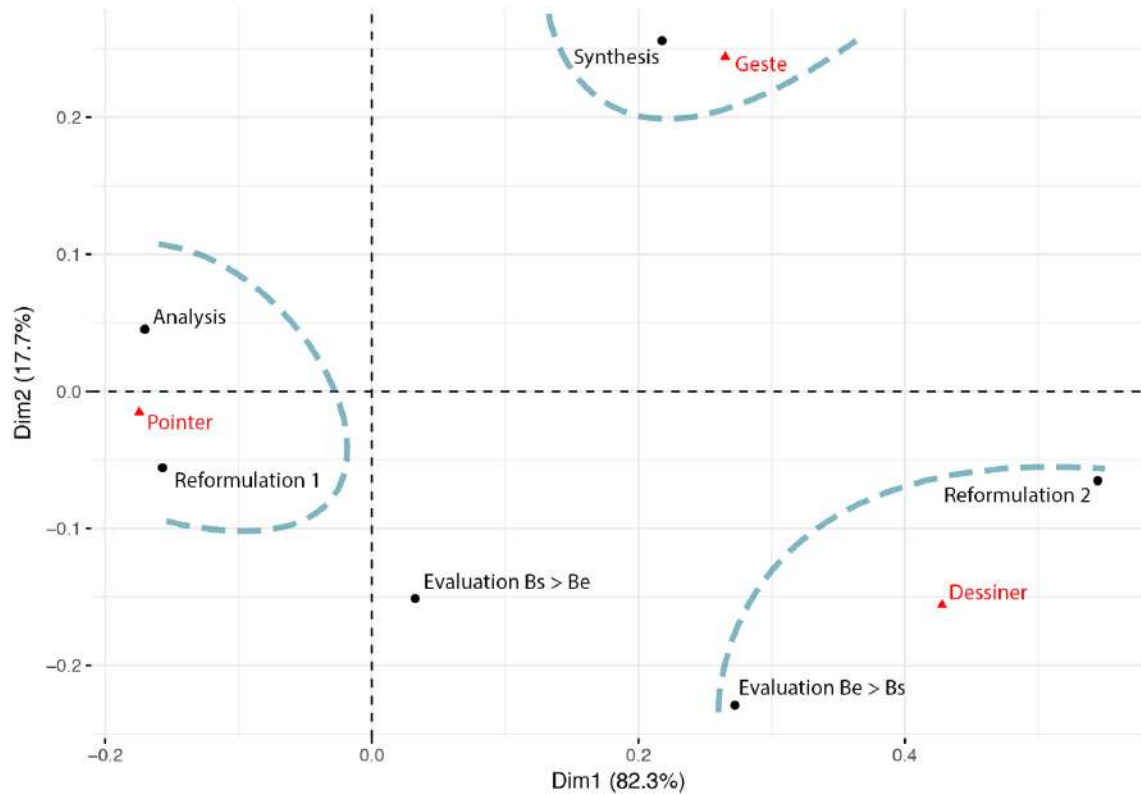 Synthesis
Geste
0.2
0.1
Analysis
0.0
Pointer
Reformulation 1
Reformulation 2
-0.1
Evaluation Bs > Be
Dessiner
-0.2
Evaluation Be > Bs
-0.2
0.0
0.2
0.4
Dim1 (82.3%)
Dim2 (17.7%)